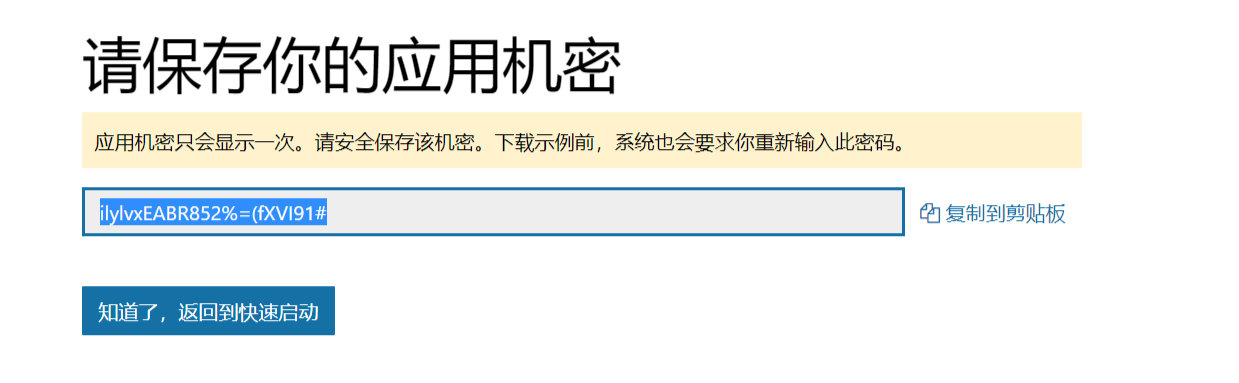 请保存你的应用机密
应用机密只会显示一次。请安全保存该机密。下载示例前，系统也会要求你重新输入此密码。
ilylvxEABR852%=(fXVI91#
复制到剪贴板
知道了，返回到快速启动